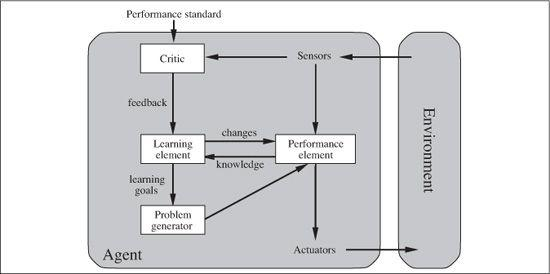 Performance standard
Critic
Sensors
feedback
changes
Learning
element
Performance
element
knowledge
learning
goals
Problem
generator
Agent
Actuators
Environment